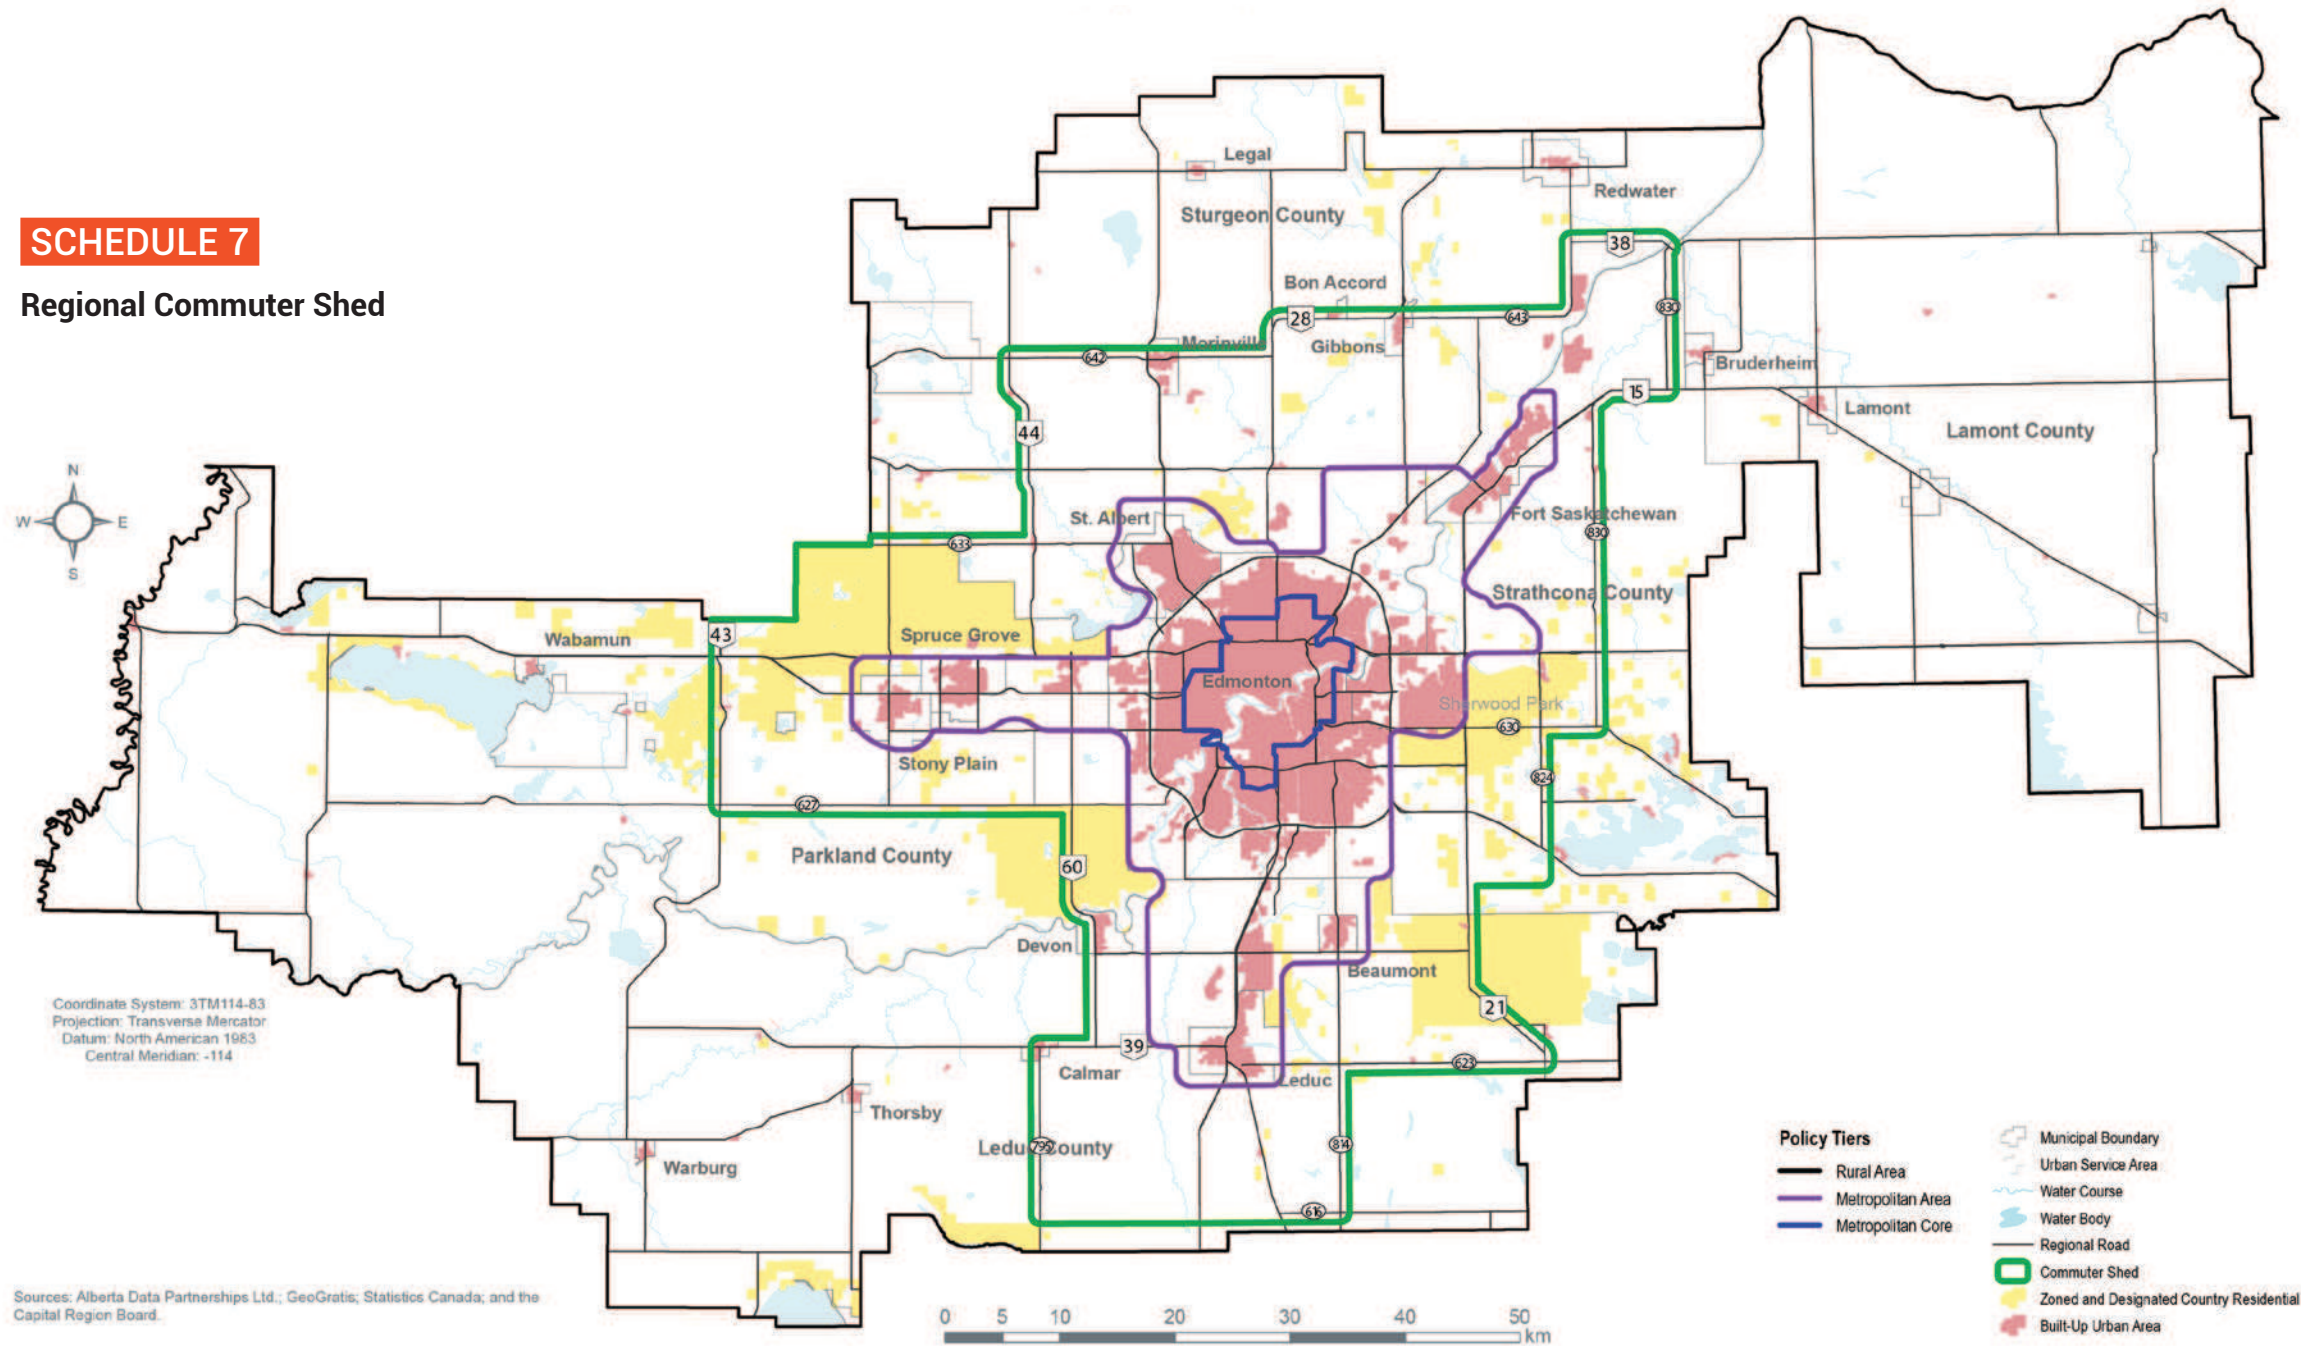 SCHEDULE 7
Regional Commuter Shed
Legal
Redwater
Sturgeon County
38
Bon Accord
28
643
830
Morinville
Gibbons
642
Bruderheim
15
Lamont
44
Lamont County
N
W E
S
St. Albert
Fort Saskatchewan
633
830
Strathcona County
43
Wabamun
Spruce Grove
Edmonton
Sherwood Park
630
Stony Plain
824
627
Parkland County
60
Devon
Beaumont
21
Coordinate System: 3TM114-83
Projection: Transverse Mercator
Datum: North American 1983
Central Meridian: -114
39
623
Calmar
Leduc
Thorsby
795
Leduc County
814
Warburg
616
Policy Tiers
Rural Area
Metropolitan Area
Metropolitan Core
Municipal Boundary
Urban Service Area
Water Course
Water Body
Regional Road
Commuter Shed
Zoned and Designated Country Residential
Built-Up Urban Area
Sources: Alberta Data Partnerships Ltd.; GeoGratis; Statistics Canada; and the
Capital Region Board.
0 5 10 20 30 40 50
km